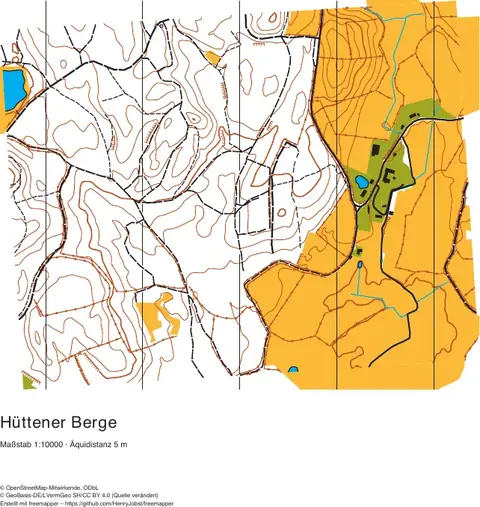 Hüttener Berge
Maßstab 1:10000 · Äquidistanz 5 m
© OpenStreetMap-Mitwirkende, ODbL
© GeoBasis-DE/LVermGeo SH/CC BY 4.0 (Quelle verändert)
Erstellt mit freemapper – https://github.com/HenryJobst/freemapper